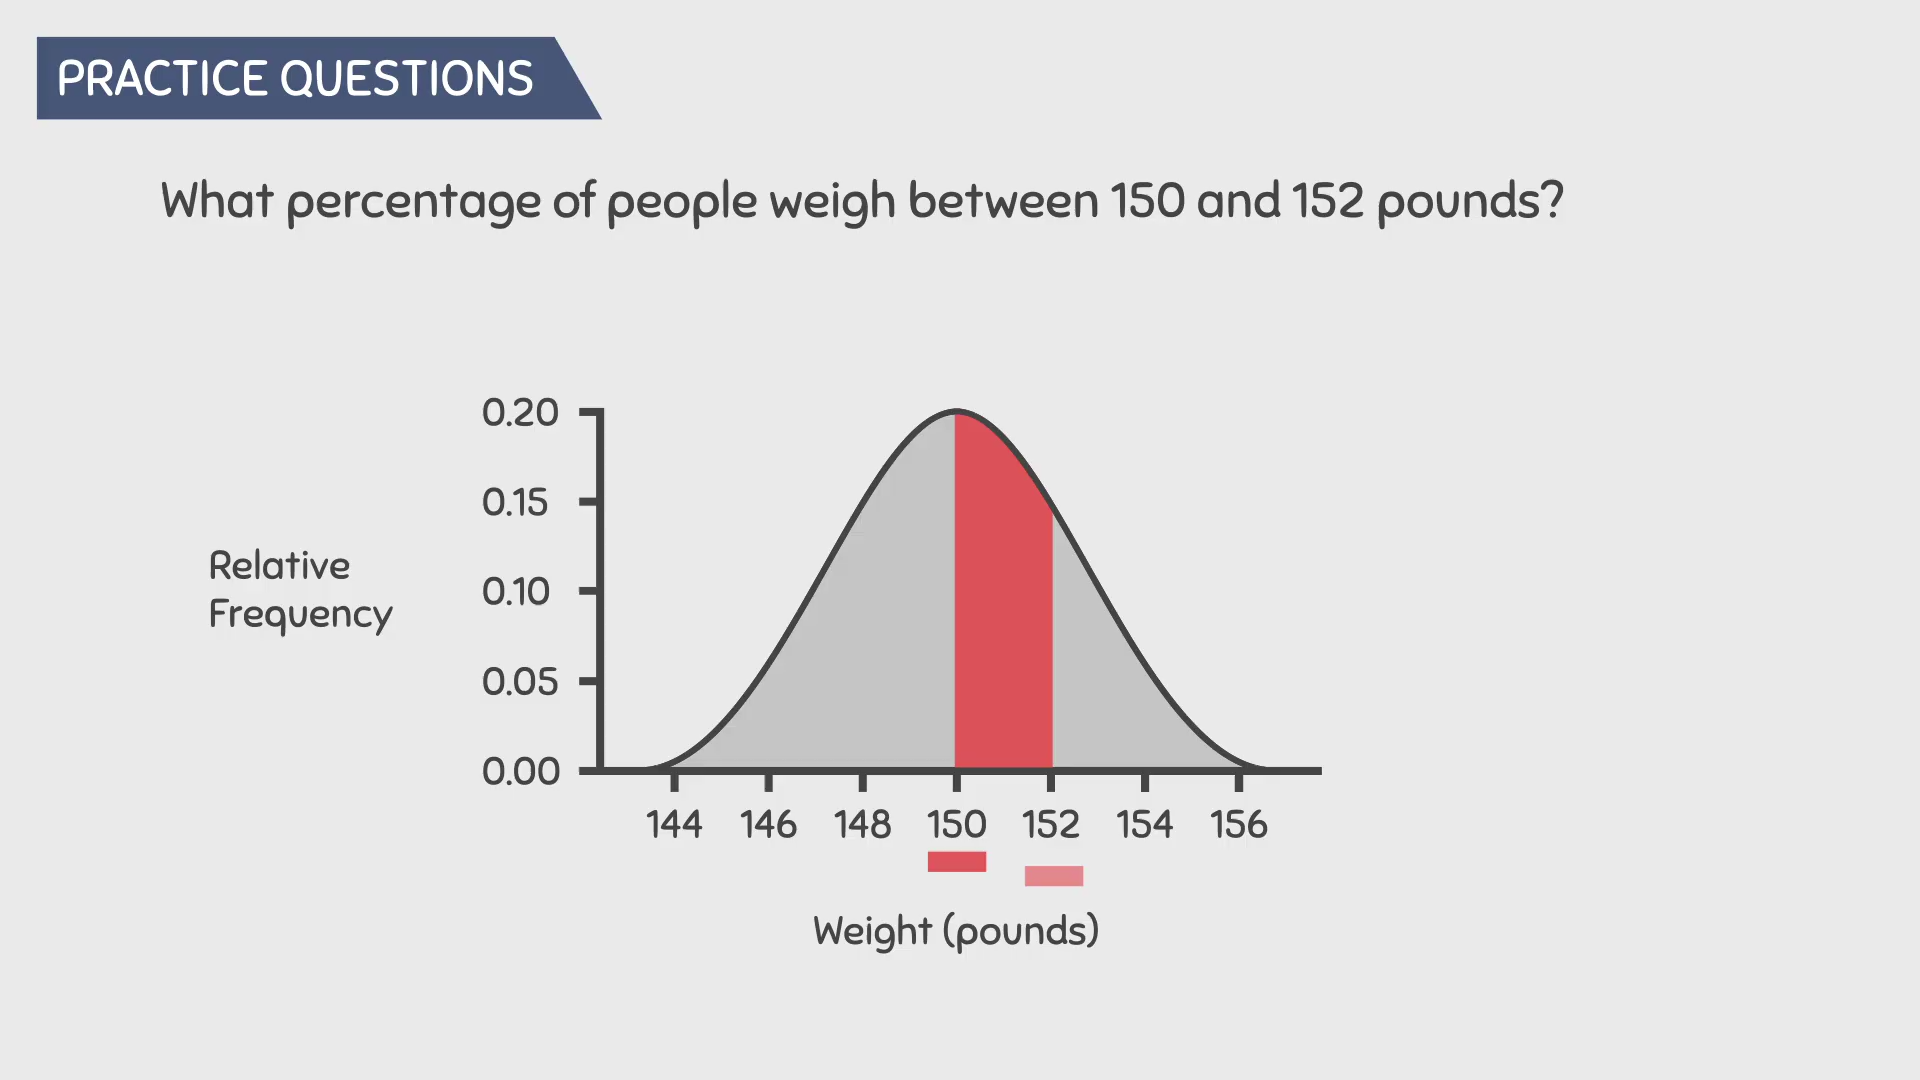 PRACTICE QUESTIONS
What percentage of people weigh between 150 and 152 pounds?
0.20
0.15
0.10
0.05
0.00
Relative
Frequency
144 146 148 150 152 154 156
Weight (pounds)